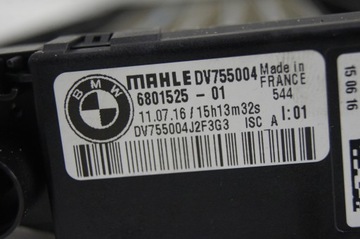 BMW
MAHLE DV755004 Made in FRANCE
6801525 - 01 544
11.07.16 / 15h13m32s
DV755004J2F3G3 ISC A I:01
15 06 16